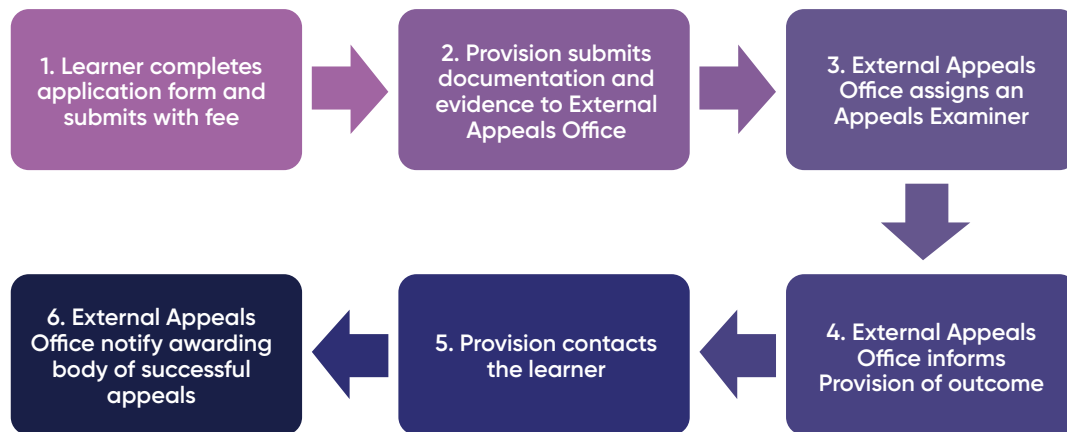 1. Learner completes
application form and
submits with fee
2. Provision submits
documentation and
evidence to External
Appeals Office
3. External Appeals
Office assigns an
Appeals Examiner
4. External Appeals
Office informs
Provision of outcome
5. Provision contacts
the learner
6. External Appeals
Office notify awarding
body of successful
appeals